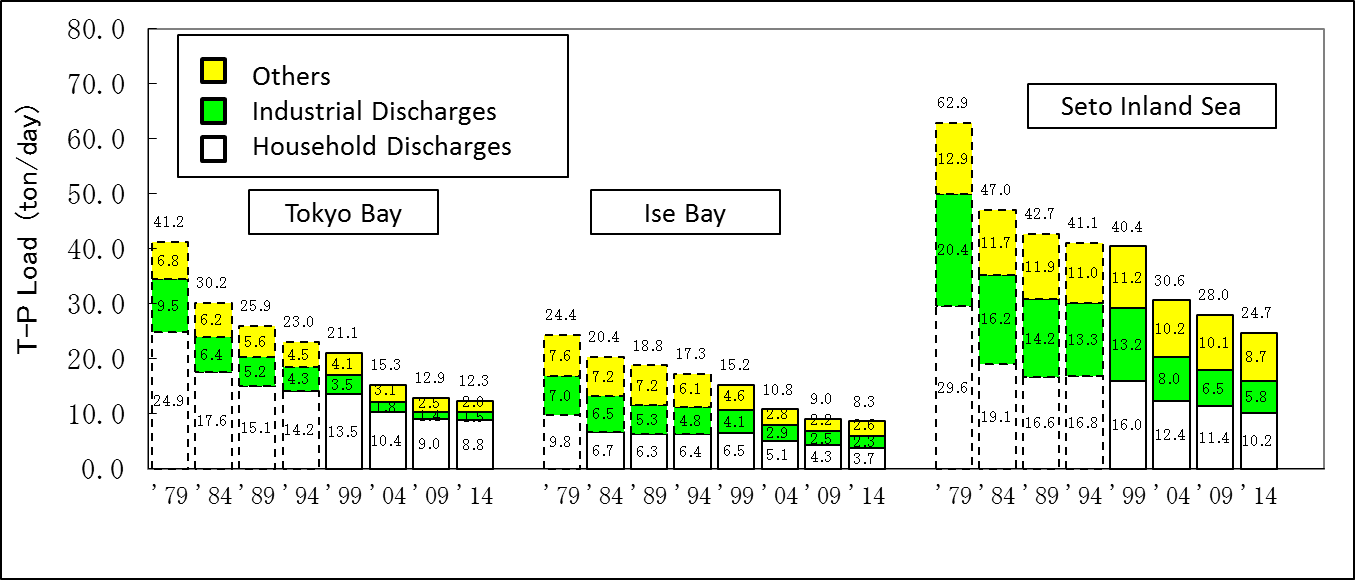 80.0
70.0
60.0
50.0
40.0
30.0
20.0
10.0
0.0
T-P Load (ton/day)
Others
Industrial Discharges
Household Discharges
Tokyo Bay
Ise Bay
Seto Inland Sea
41.2 30.2 25.9 23.0 21.1 15.3 12.9 12.3
6.8 6.2 5.6 4.5 4.1 3.1 2.5 2.0
9.5 6.4 5.2 4.3 3.5 1.8 1.4 1.5
24.9 17.6 15.1 14.2 13.5 10.4 9.0 8.8
24.4 20.4 18.8 17.3 15.2 10.8 9.0 8.3
7.6 7.2 7.2 6.1 4.6 2.8 2.2 2.6
7.0 6.5 5.3 4.8 4.1 2.9 2.5 2.3
9.8 6.7 6.3 6.4 6.5 5.1 4.3 3.7
62.9 47.0 42.7 41.1 40.4 30.6 28.0 24.7
12.9 11.7 11.9 11.0 11.2 10.2 10.1 8.7
20.4 16.2 14.2 13.3 13.2 8.0 6.5 5.8
29.6 19.1 16.6 16.8 16.0 12.4 11.4 10.2
’79 ’84 ’89 ’94 ’99 ’04 ’09 ’14 ’79 ’84 ’89 ’94 ’99 ’04 ’09 ’14 ’79 ’84 ’89 ’94 ’99 ’04 ’09 ’14